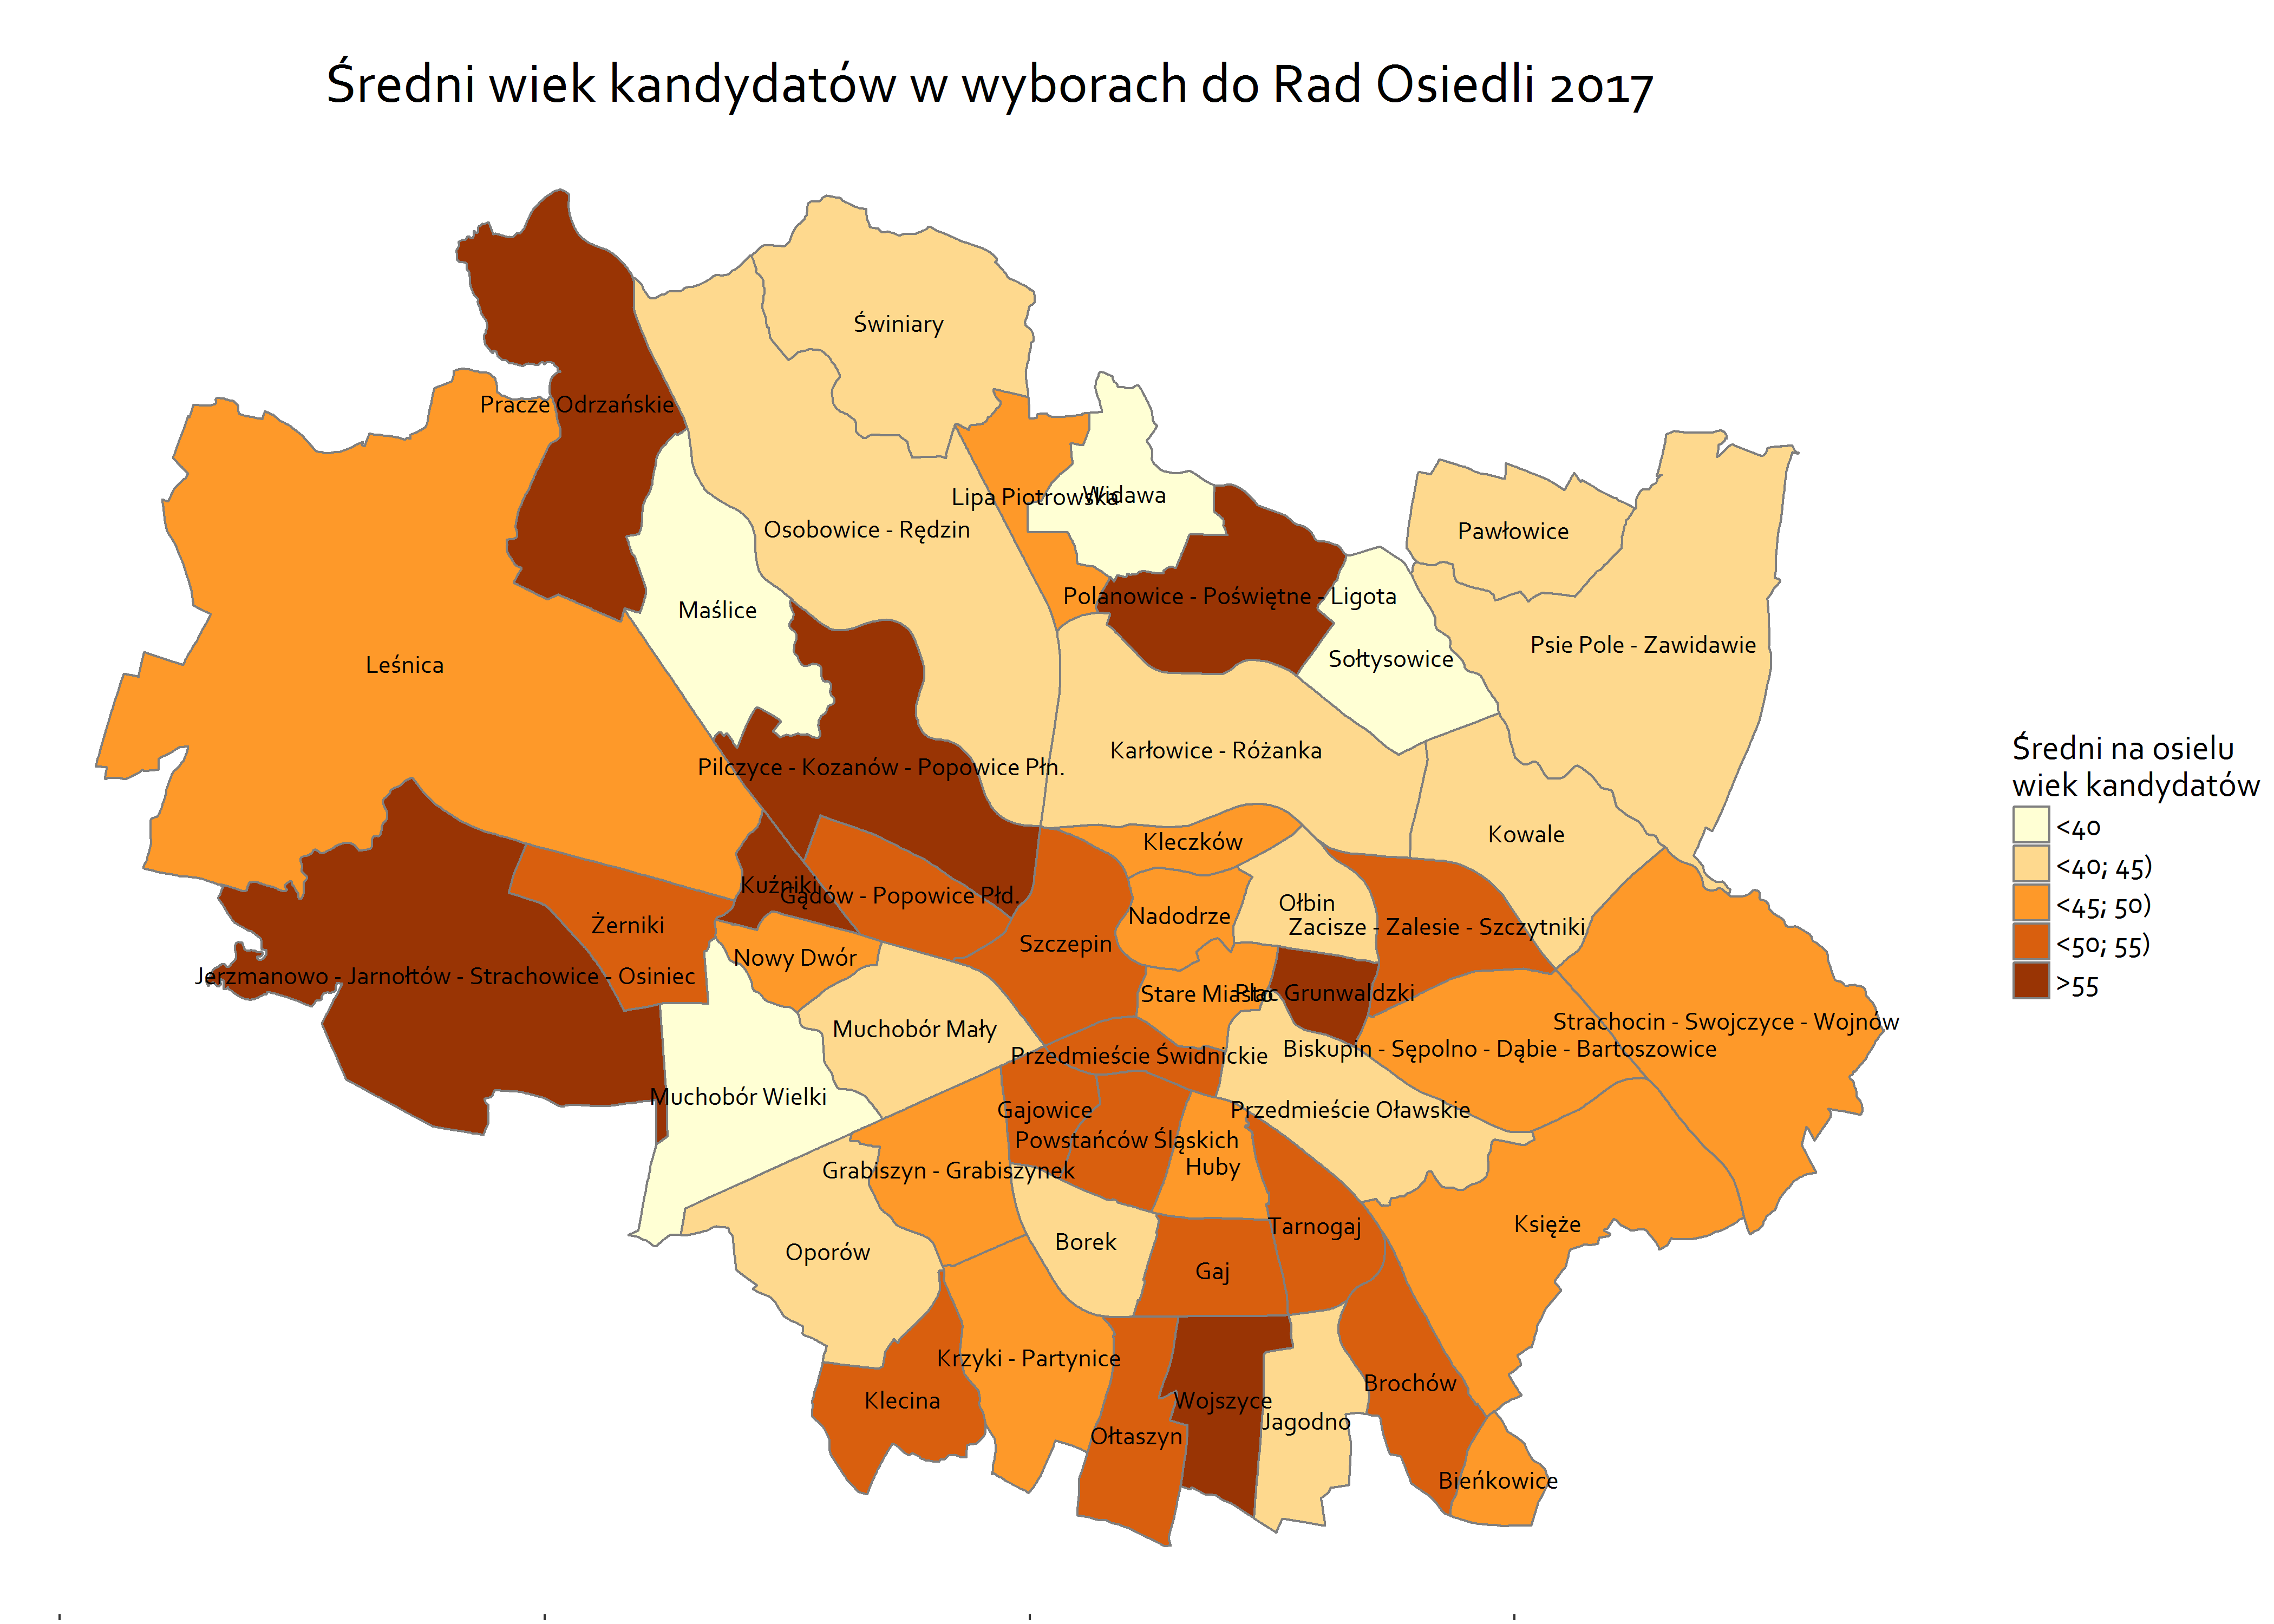 Średni wiek kandydatów w wyborach do Rad Osiedli 2017
Świniary
Pracze Odrzańskie
Lipa Piotrowska
Widawa
Osobowice - Rędzin
Pawłowice
Polanowice - Poświętne - Ligota
Maślice
Psie Pole - Zawidawie
Sołtysowice
Leśnica
Karłowice - Różanka
Pilczyce - Kozanów - Popowice Płn.
Kowale
Kleczków
Kuźniki
Gądów - Popowice Płd.
Ołbin
Nadodrze
Żerniki
Zacisze - Zalesie - Szczytniki
Szczepin
Nowy Dwór
Jerzmanowo - Jarnołtów - Strachowice - Osiniec
Stare Miasto
Plac Grunwaldzki
Strachocin - Swojczyce - Wojnów
Muchobór Mały
Biskupin - Sępolno - Dąbie - Bartoszowice
Przedmieście Świdnickie
Muchobór Wielki
Gajowice
Przedmieście Oławskie
Powstańców Śląskich
Huby
Grabiszyn - Grabiszynek
Księże
Tarnogaj
Borek
Oporów
Gaj
Krzyki - Partynice
Brochów
Klecina
Wojszyce
Jagodno
Ołtaszyn
Bieńkowice
Średni na osielu
wiek kandydatów
<40
<40; 45)
<45; 50)
<50; 55)
>55